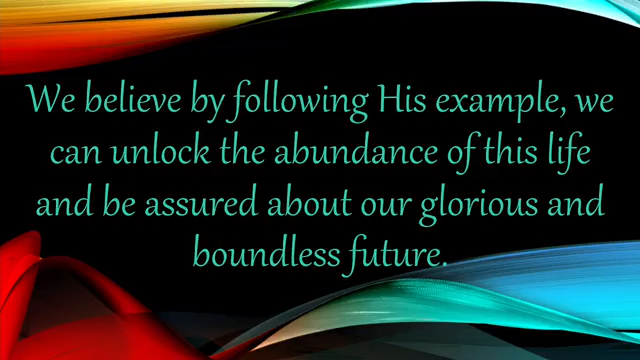 We believe by following His example, we
can unlock the abundance of this life
and be assured about our glorious and
boundless future.